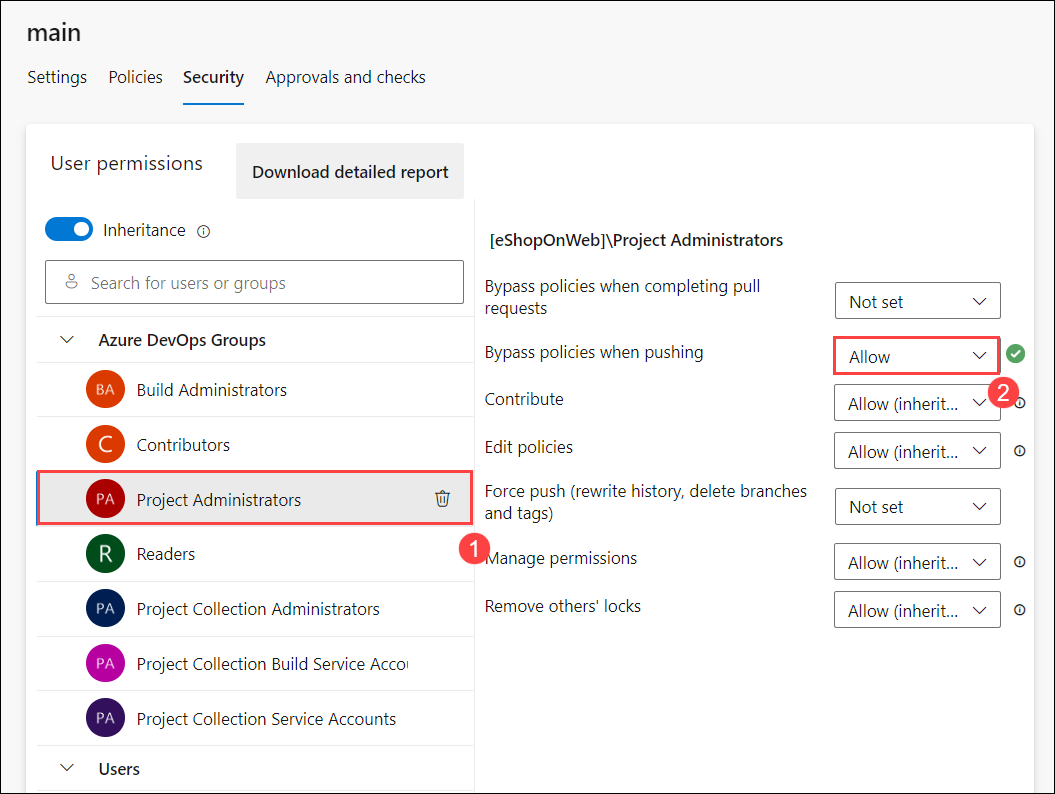 main
Settings Policies Security Approvals and checks
User permissions
Download detailed report
Inheritance
Search for users or groups
Azure DevOps Groups
BA Build Administrators
C Contributors
PA Project Administrators
1
R Readers
PA Project Collection Administrators
PA Project Collection Build Service Accou
PA Project Collection Service Accounts
Users
[eShopOnWeb]\Project Administrators
Bypass policies when completing pull
requests
Not set
Bypass policies when pushing
Allow
2
Contribute
Allow (inherit...
Edit policies
Allow (inherit...
Force push (rewrite history, delete branches
and tags)
Not set
Manage permissions
Allow (inherit...
Remove others' locks
Allow (inherit...